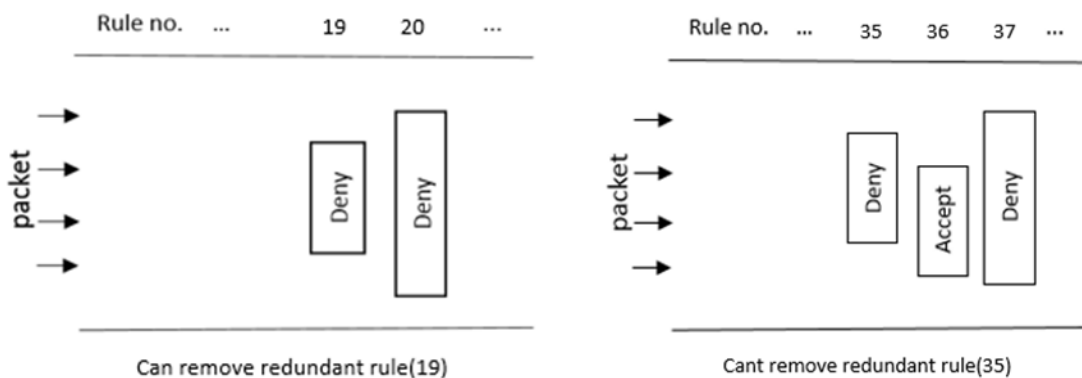 Rule no. ... 19 20 ...
packet
Deny
Deny
Can remove redundant rule(19)
Rule no. ... 35 36 37 ...
packet
Deny
Accept
Deny
Cant remove redundant rule(35)